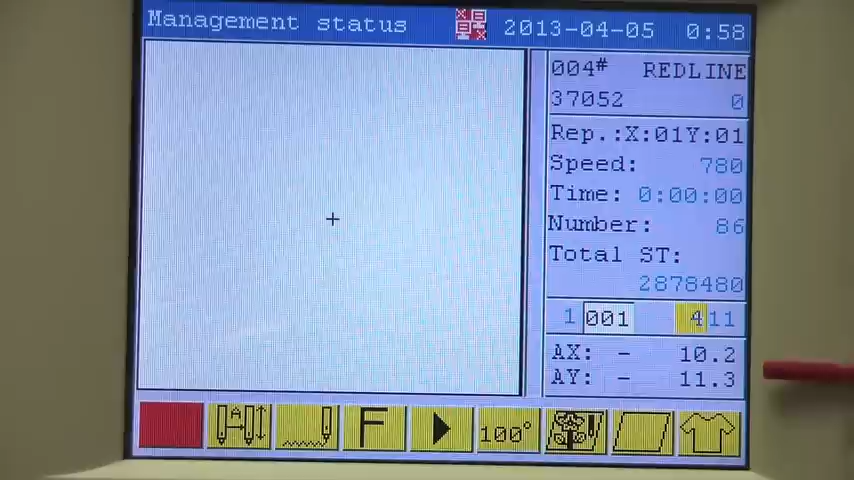 Management status 2013-04-05 0:58
004# REDLINE
37052 0
Rep.:X:01Y:01
Speed: 780
Time: 0:00:00
Number: 86
Total ST:
2878480
1 001 411
AX: - 10.2
AY: - 11.3
A F 100°